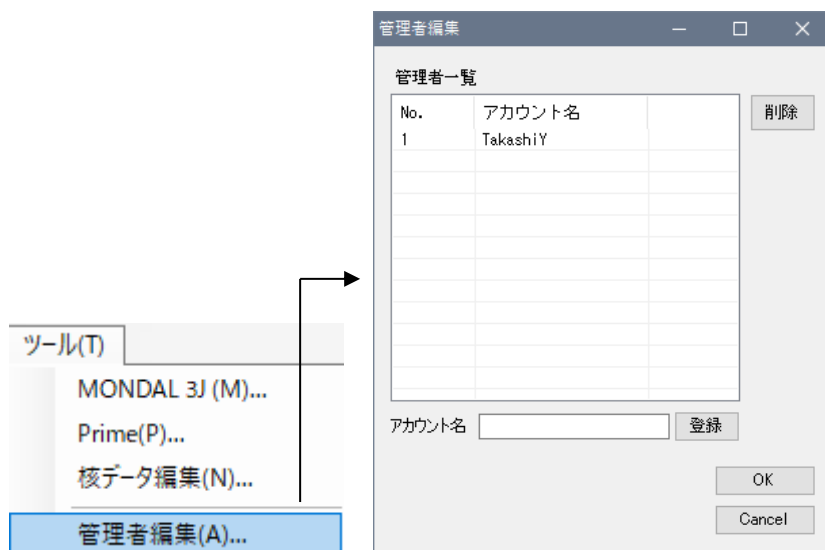 管理者編集
管理者一覧
No. アカウント名
1 TakashiY
削除
アカウント名
登録
OK
Cancel
ツール(T)
MONDAL 3J (M)...
Prime(P)...
核データ編集(N)...
管理者編集(A)...